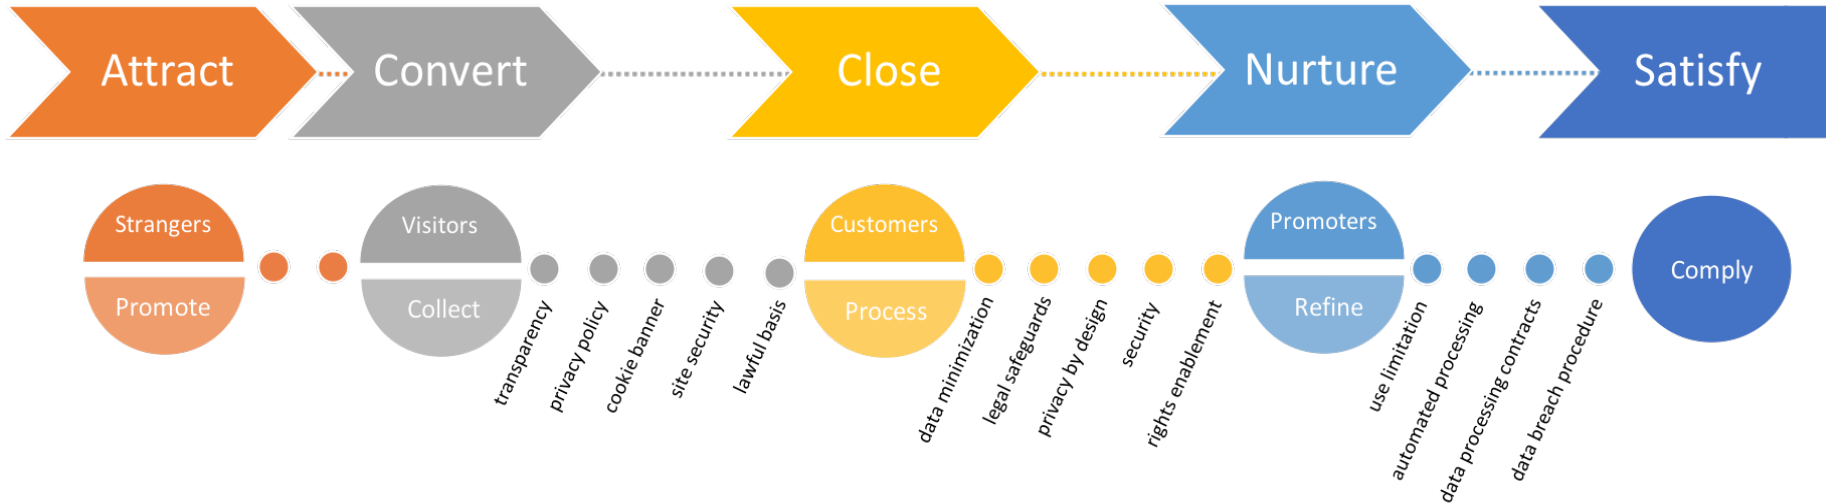 Attract
Convert
Close
Nurture
Satisfy
Strangers
Promote
Visitors
Collect
transparency
privacy policy
cookie banner
site security
lawful basis
Customers
Process
data minimization
legal safeguards
privacy by design
security
rights enablement
Promoters
Refine
use limitation
automated processing
data processing contracts
data breach procedure
Comply